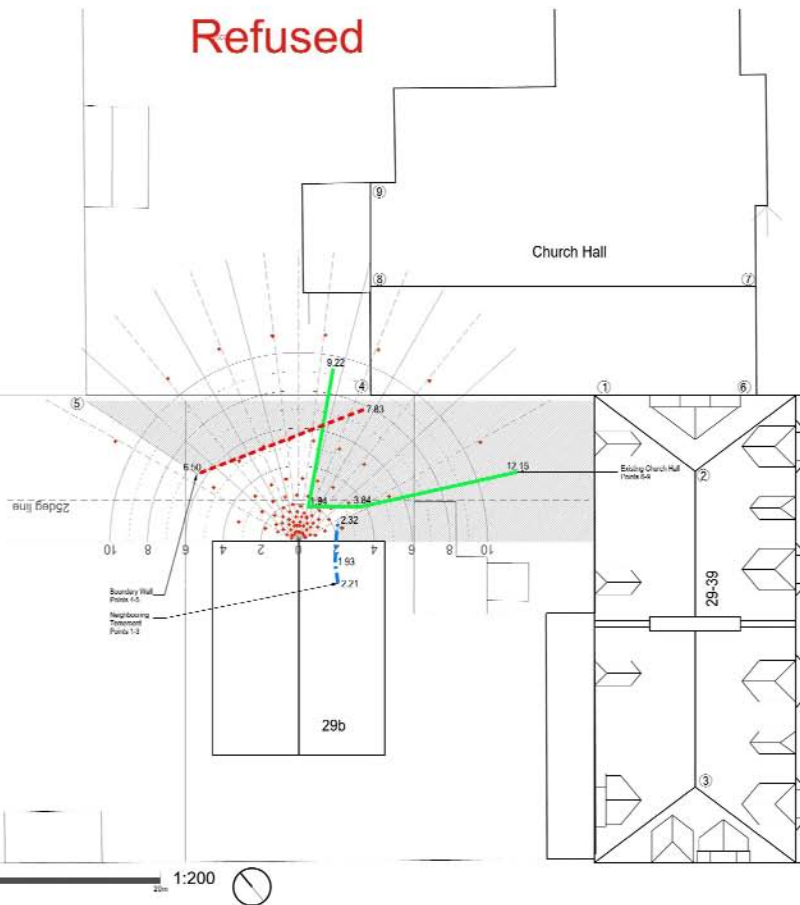 Refused
⑨
Church Hall
⑧
⑦
9.22
④
①
⑥
⑤
7.83
6.50
12.15
Existing Church Hall
Points 6-9
②
25deg line
1.94
3.84
2.32
10 8 6 4 2 0 2 4 6 8 10
1.93
2.21
Boundary Wall
Points 4-5
Neighbouring
Tenement
Points 1-3
29-39
29b
③
20m
1:200